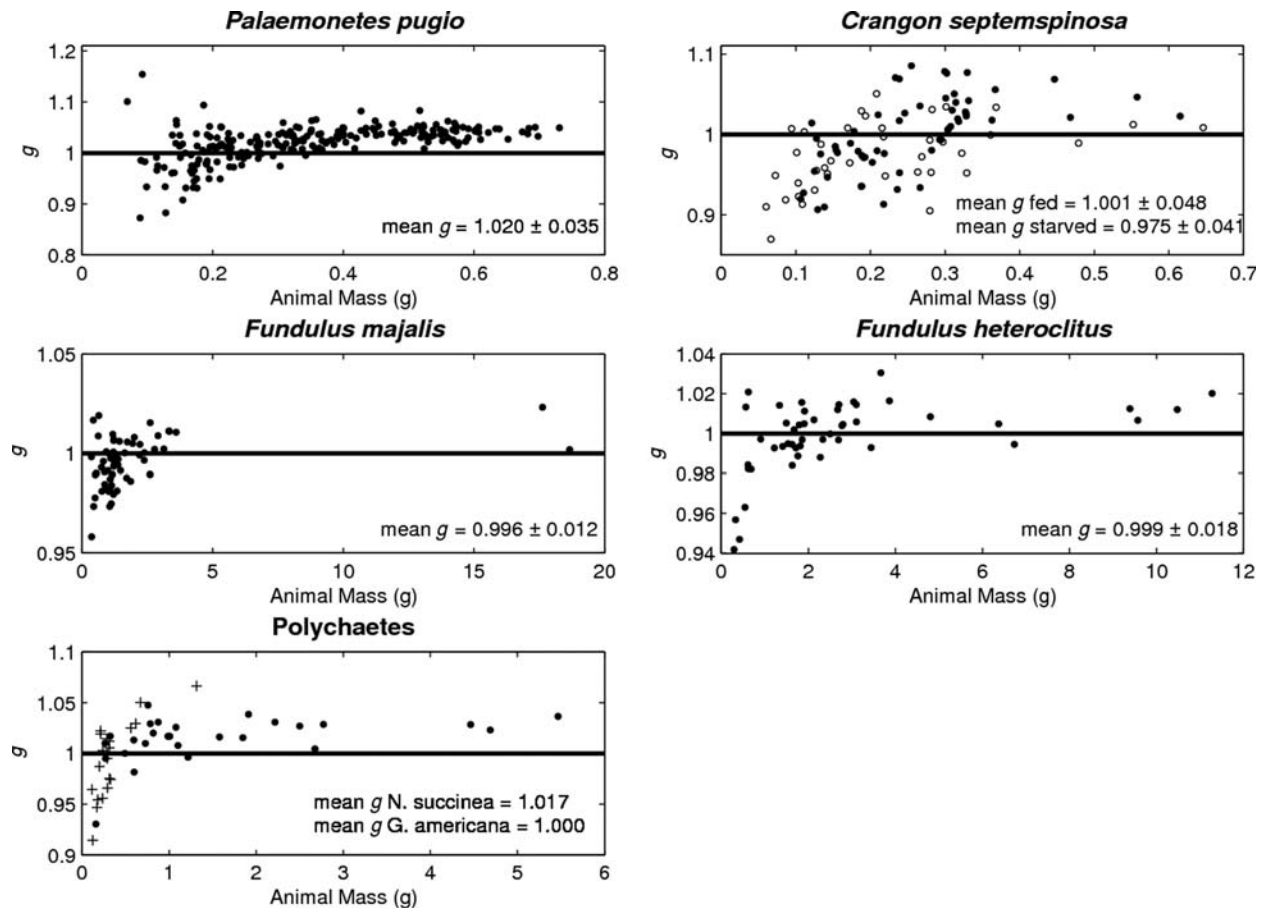 Palaemonetes pugio
1.2
1.1
1
0.9
0.8
g
mean g = 1.020 ± 0.035
0 0.2 0.4 0.6 0.8
Animal Mass (g)
Crangon septemspinosa
1.1
1
0.9
g
mean g fed = 1.001 ± 0.048
mean g starved = 0.975 ± 0.041
0 0.1 0.2 0.3 0.4 0.5 0.6 0.7
Animal Mass (g)
Fundulus majalis
1.05
1
0.95
g
mean g = 0.996 ± 0.012
0 5 10 15 20
Animal Mass (g)
Fundulus heteroclitus
1.04
1.02
1
0.98
0.96
0.94
g
mean g = 0.999 ± 0.018
0 2 4 6 8 10 12
Animal Mass (g)
Polychaetes
1.1
1.05
1
0.95
0.9
g
mean g N. succinea = 1.017
mean g G. americana = 1.000
0 1 2 3 4 5 6
Animal Mass (g)